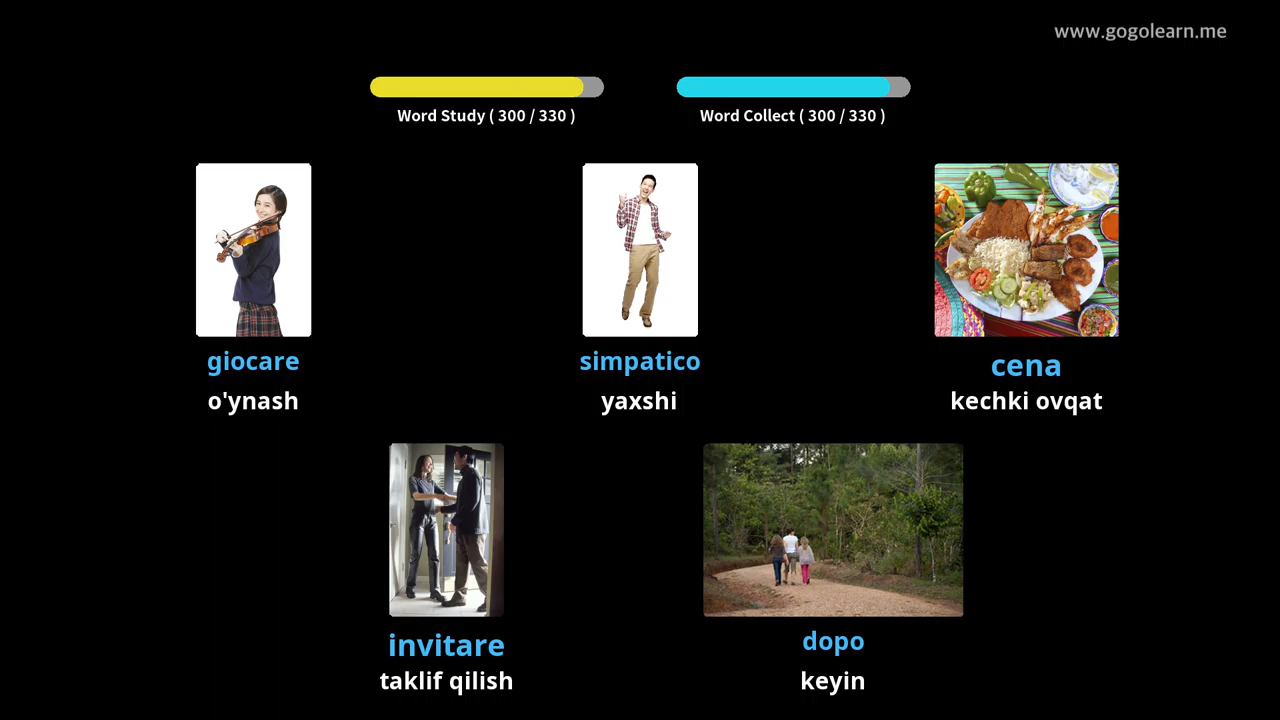 www.gogolearn.me
Word Study ( 300 / 330 )
Word Collect ( 300 / 330 )
giocare
o'ynash
simpatico
yaxshi
cena
kechki ovqat
invitare
taklif qilish
dopo
keyin